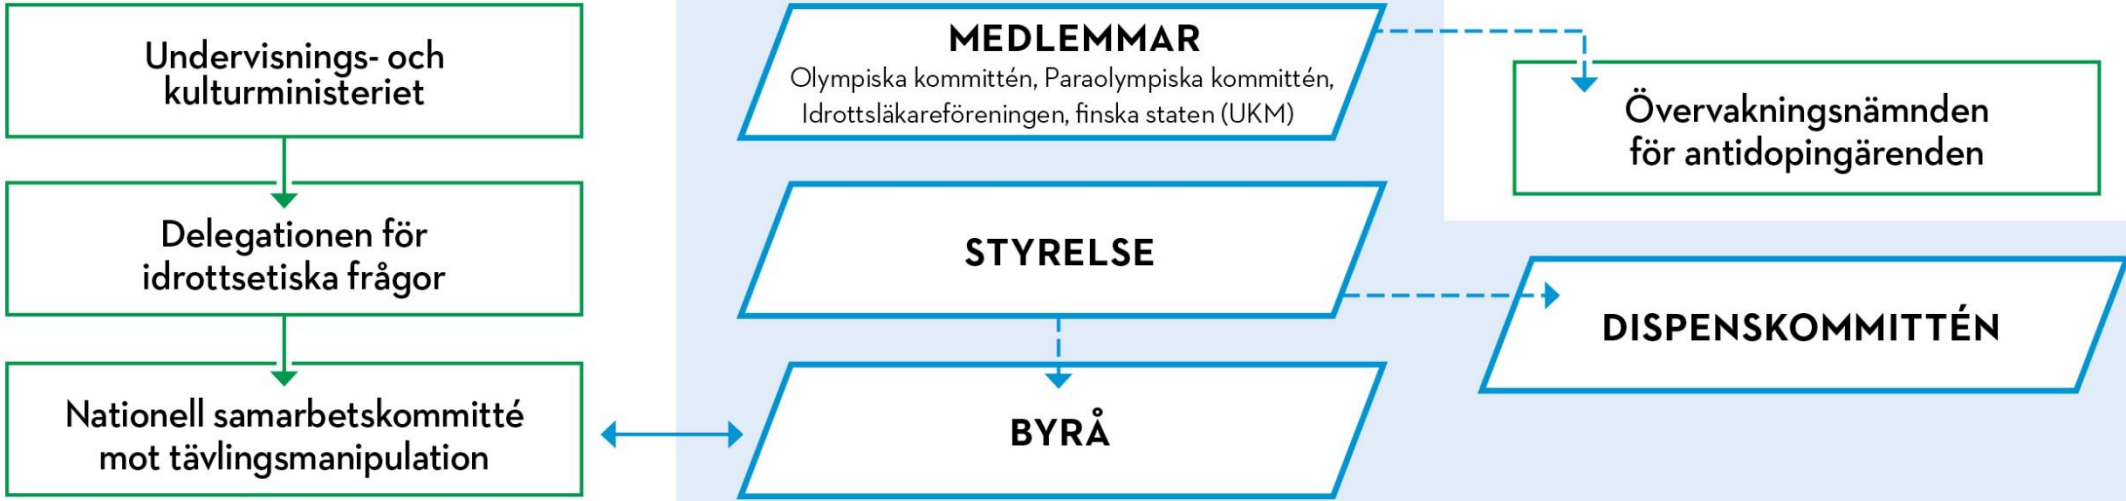 Undervisnings- och
kulturministeriet
Delegationen för
idrottsetiska frågor
Nationell samarbetskommitté
mot tävlingsmanipulation
MEDLEMMAR
Olympiska kommittén, Paraolympiska kommittén,
Idrottsläkareföreningen, finska staten (UKM)
STYRELSE
BYRÅ
Övervakningsnämnden
för antidopingärenden
DISPENSKOMMITTÉN